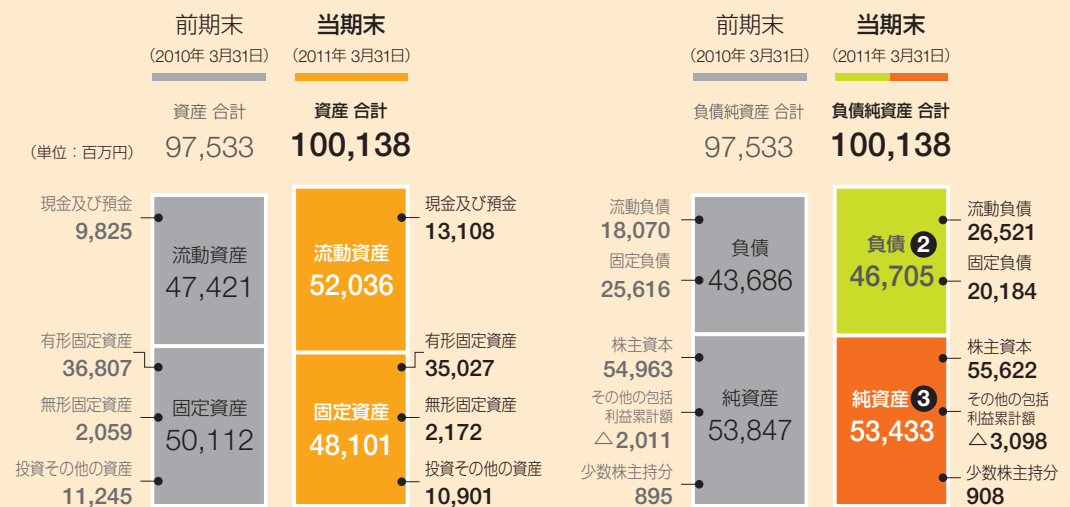 前期末
(2010年 3月31日)
資産 合計
97,533
当期末
(2011年 3月31日)
資産 合計
100,138
(単位：百万円)
現金及び預金
9,825
流動資産
47,421
有形固定資産
36,807
無形固定資産
2,059
投資その他の資産
11,245
固定資産
50,112
流動資産
52,036
現金及び預金
13,108
固定資産
48,101
有形固定資産
35,027
無形固定資産
2,172
投資その他の資産
10,901
前期末
(2010年 3月31日)
負債純資産 合計
97,533
当期末
(2011年 3月31日)
負債純資産 合計
100,138
流動負債
18,070
固定負債
25,616
負債
43,686
株主資本
54,963
その他の包括
利益累計額
△2,011
少数株主持分
895
純資産
53,847
負債 ❷
46,705
流動負債
26,521
固定負債
20,184
純資産 ❸
53,433
株主資本
55,622
その他の包括
利益累計額
△3,098
少数株主持分
908